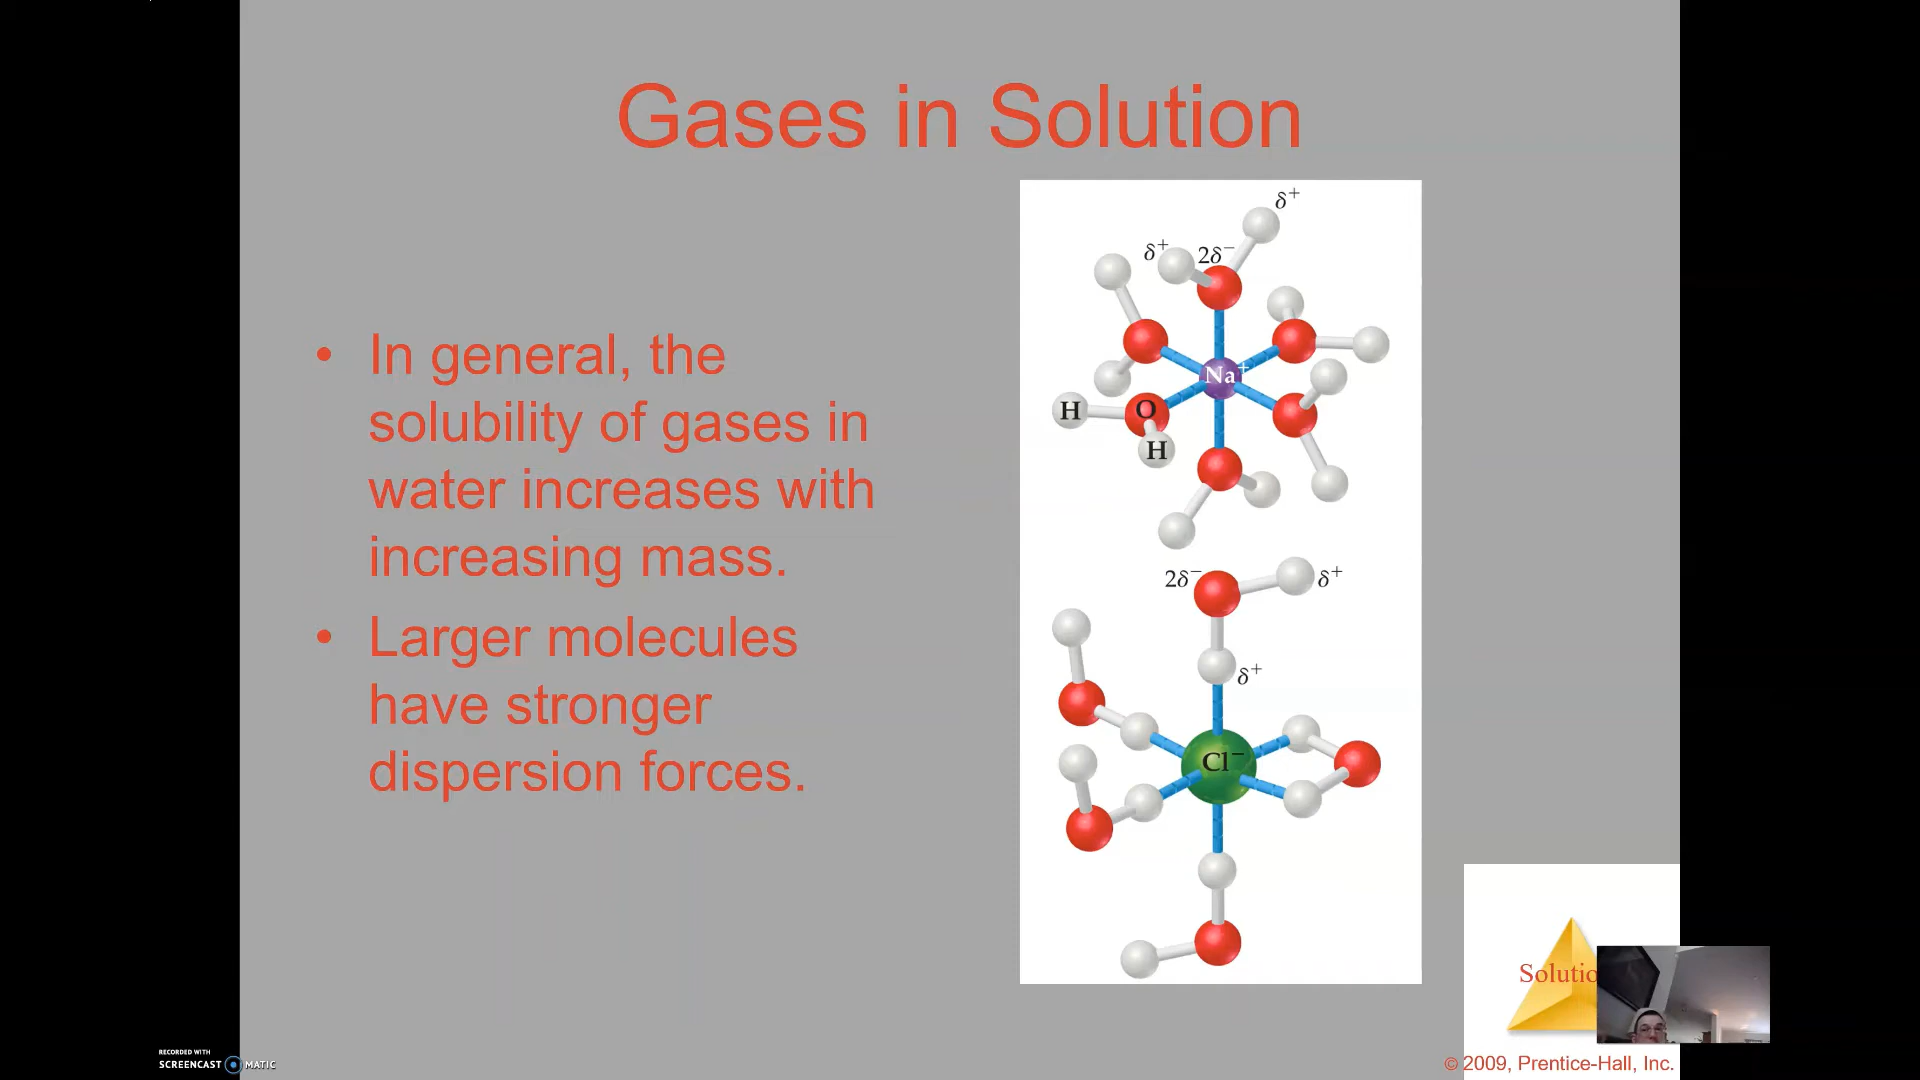 Gases in Solution
• In general, the
solubility of gases in
water increases with
increasing mass.
• Larger molecules
have stronger
dispersion forces.
δ+
δ+ 2δ−
Na+
H O
H
2δ− δ+
δ+
Cl−
© 2009, Prentice-Hall, Inc.
RECORDED WITH
SCREENCAST MATIC